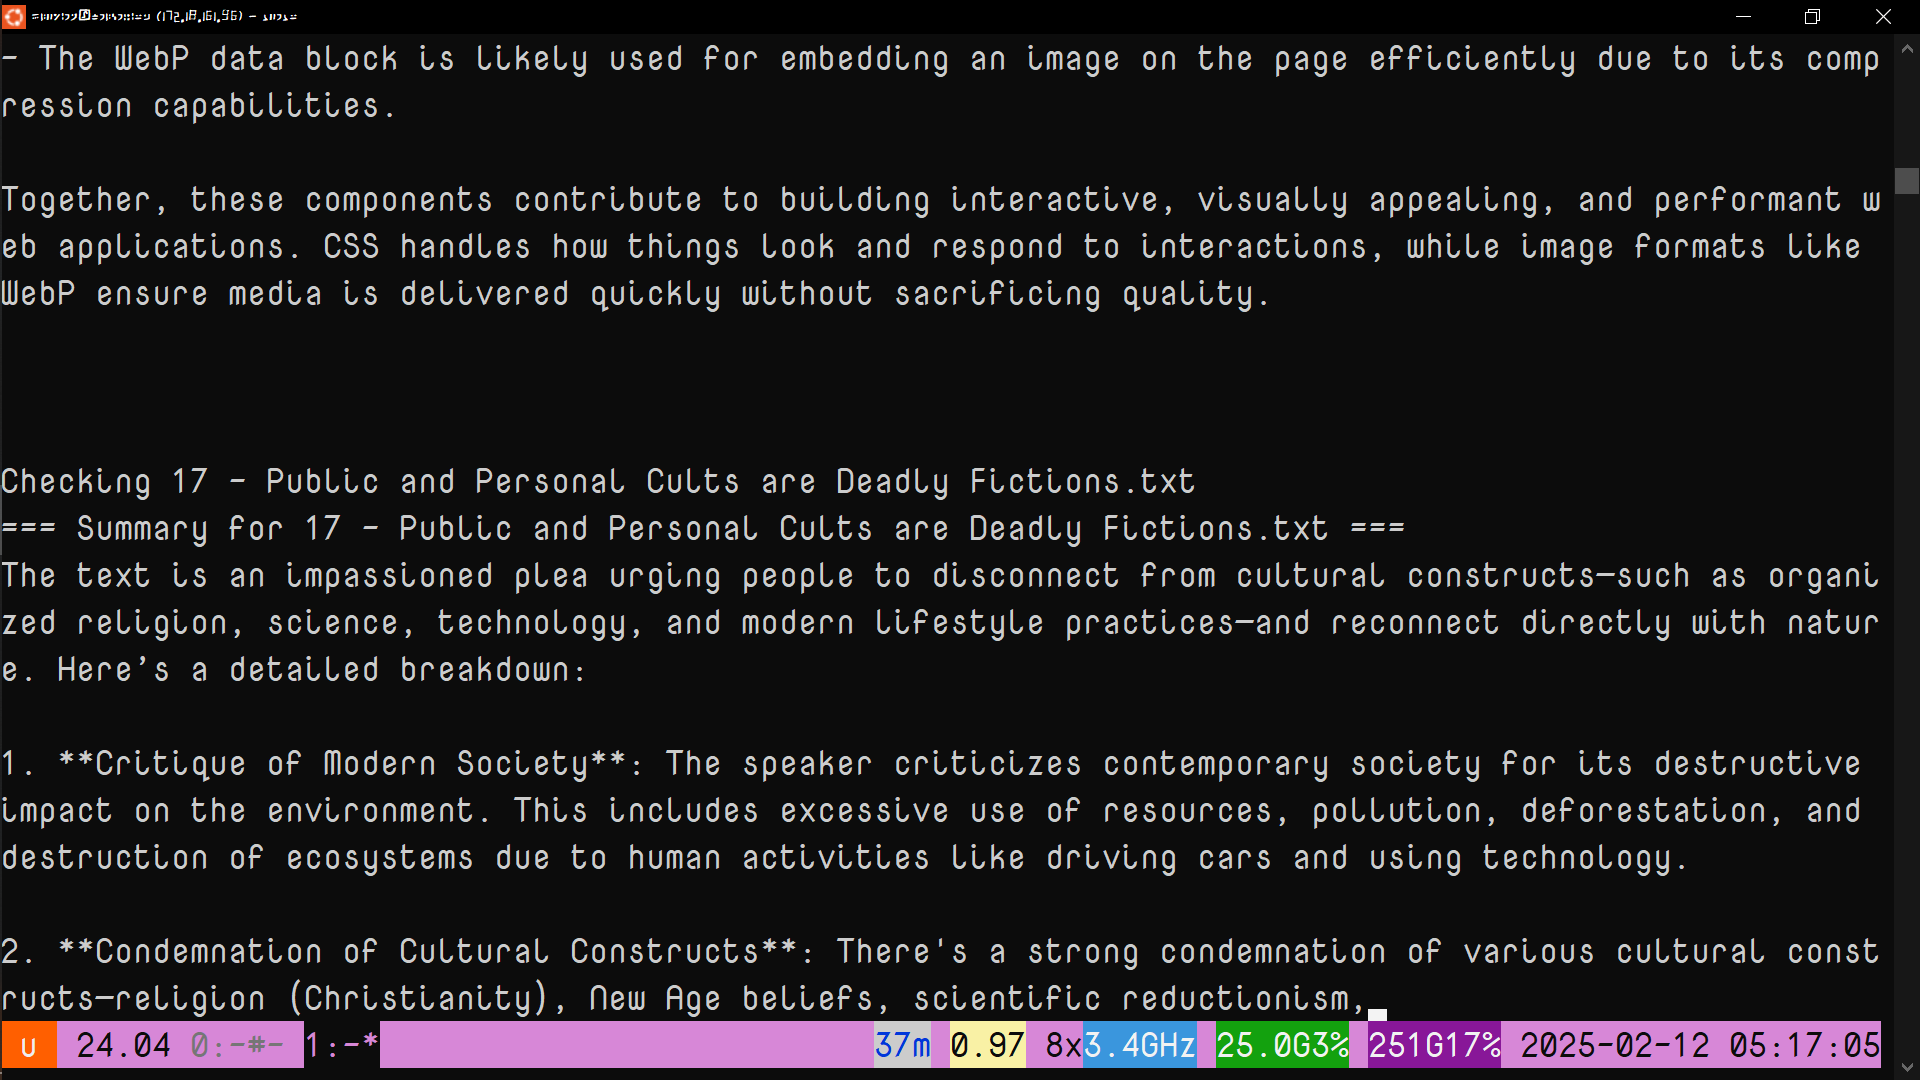 (172.18.161.96) -
- The WebP data block is likely used for embedding an image on the page efficiently due to its comp
ression capabilities.
Together, these components contribute to building interactive, visually appealing, and performant w
eb applications. CSS handles how things look and respond to interactions, while image formats like
WebP ensure media is delivered quickly without sacrificing quality.
Checking 17 - Public and Personal Cults are Deadly Fictions.txt
=== Summary for 17 - Public and Personal Cults are Deadly Fictions.txt ===
The text is an impassioned plea urging people to disconnect from cultural constructs—such as organi
zed religion, science, technology, and modern lifestyle practices—and reconnect directly with natur
e. Here’s a detailed breakdown:
1. **Critique of Modern Society**: The speaker criticizes contemporary society for its destructive
impact on the environment. This includes excessive use of resources, pollution, deforestation, and
destruction of ecosystems due to human activities like driving cars and using technology.
2. **Condemnation of Cultural Constructs**: There's a strong condemnation of various cultural const
ructs—religion (Christianity), New Age beliefs, scientific reductionism,
u 24.04 0:-#- 1:-* 37m 0.97 8x3.4GHz 25.0G3% 251G17% 2025-02-12 05:17:05